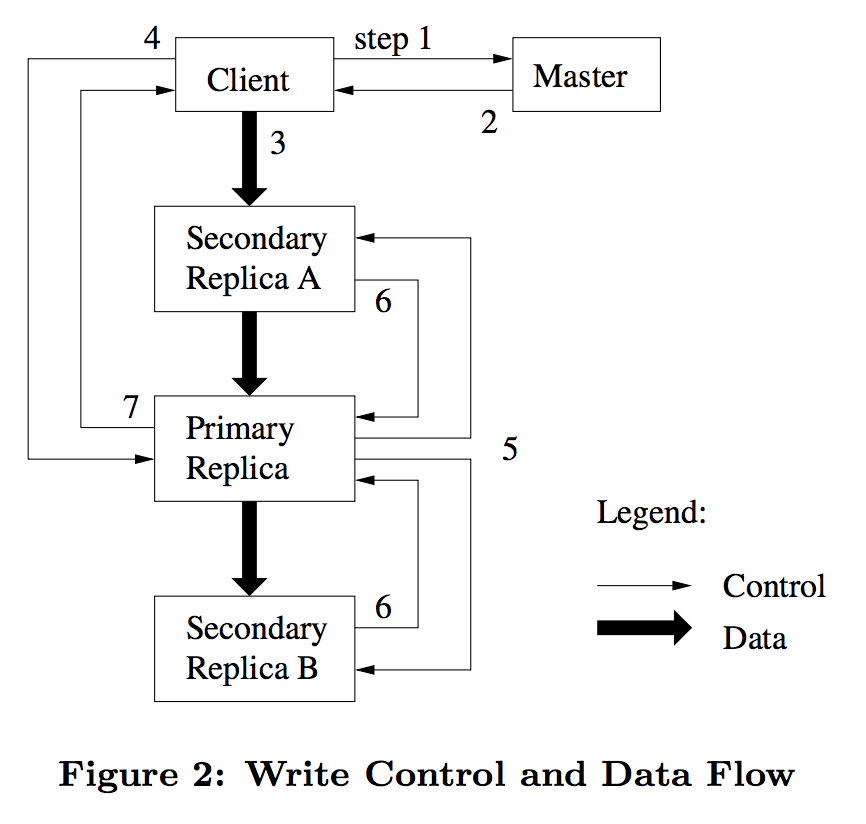 4
step 1
Client
Master
2
3
Secondary
Replica A
6
7
Primary
Replica
5
Legend:
Control
Data
6
Secondary
Replica B
Figure 2: Write Control and Data Flow